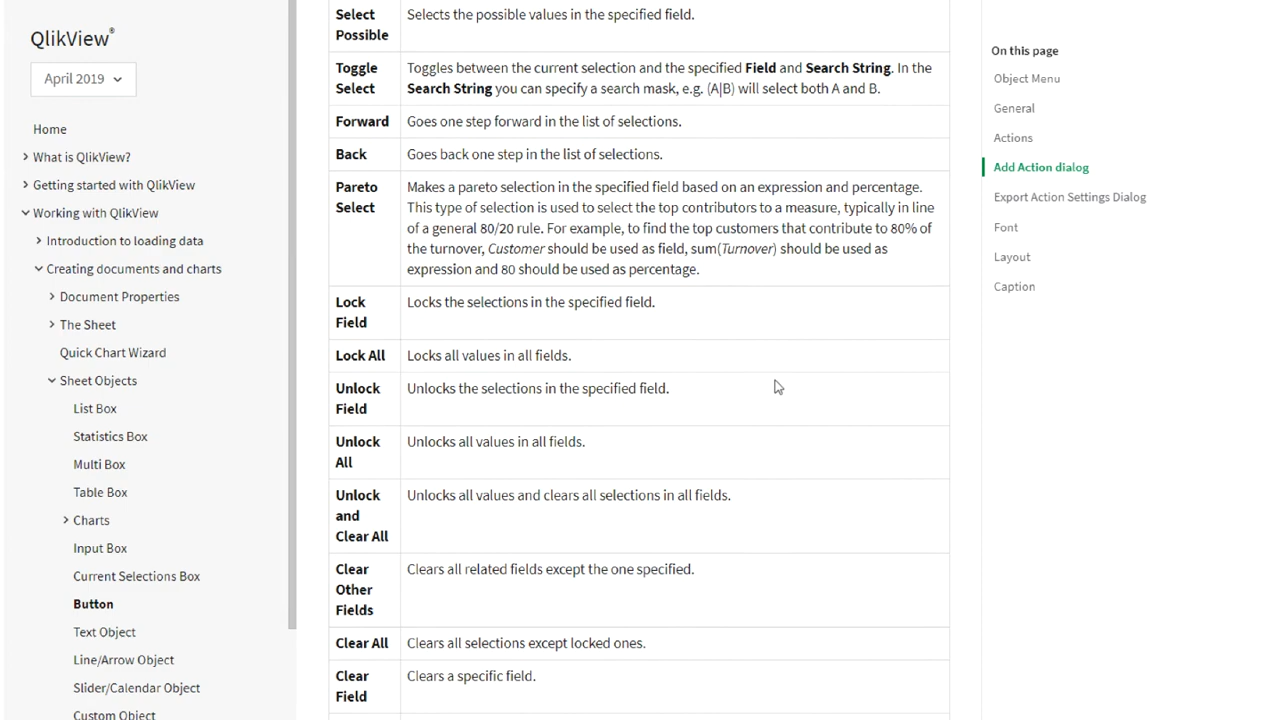 QlikView®
April 2019
Home
What is QlikView?
Getting started with QlikView
Working with QlikView
Introduction to loading data
Creating documents and charts
Document Properties
The Sheet
Quick Chart Wizard
Sheet Objects
List Box
Statistics Box
Multi Box
Table Box
Charts
Input Box
Current Selections Box
Button
Text Object
Line/Arrow Object
Slider/Calendar Object
Custom Object
Select Selects the possible values in the specified field.
Possible
Toggle Toggles between the current selection and the specified Field and Search String. In the
Select Search String you can specify a search mask, e.g. (A|B) will select both A and B.
Forward Goes one step forward in the list of selections.
Back Goes back one step in the list of selections.
Pareto Makes a pareto selection in the specified field based on an expression and percentage.
Select This type of selection is used to select the top contributors to a measure, typically in line
of a general 80/20 rule. For example, to find the top customers that contribute to 80% of
the turnover, Customer should be used as field, sum(Turnover) should be used as
expression and 80 should be used as percentage.
Lock Locks the selections in the specified field.
Field
Lock All Locks all values in all fields.
Unlock Unlocks the selections in the specified field.
Field
Unlock Unlocks all values in all fields.
All
Unlock Unlocks all values and clears all selections in all fields.
and
Clear All
Clear Clears all related fields except the one specified.
Other
Fields
Clear All Clears all selections except locked ones.
Clear Clears a specific field.
Field
On this page
Object Menu
General
Actions
Add Action dialog
Export Action Settings Dialog
Font
Layout
Caption